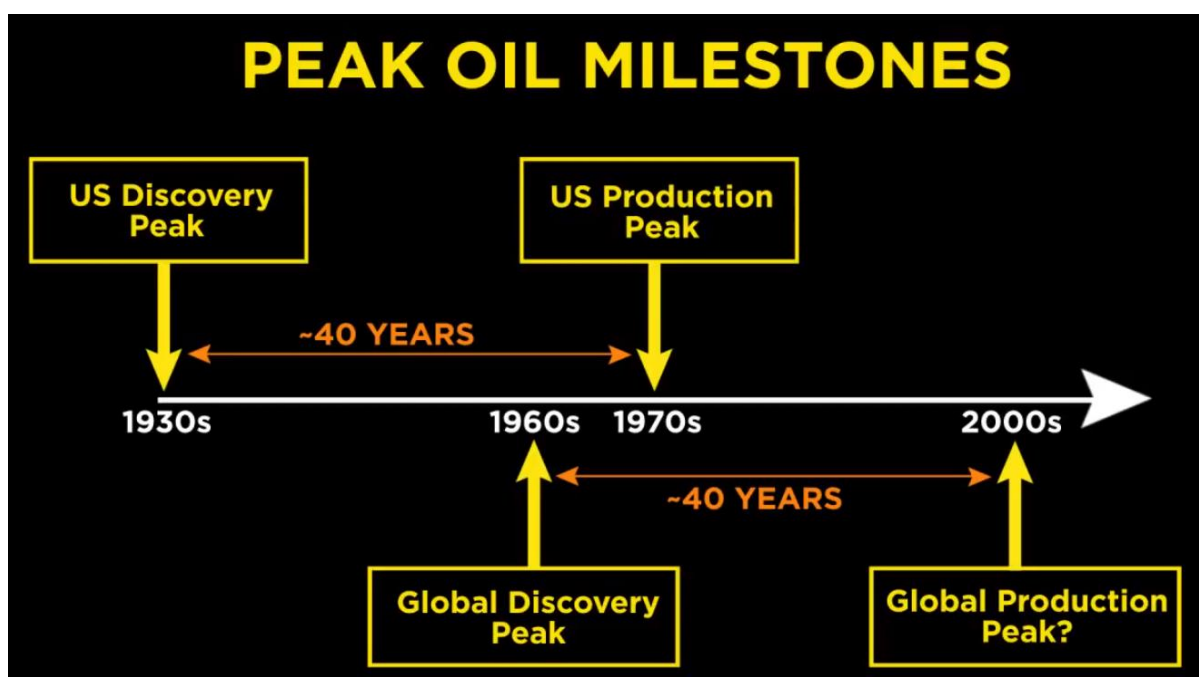 PEAK OIL MILESTONES
US Discovery
Peak
US Production
Peak
~40 YEARS
1930s
1960s
1970s
2000s
~40 YEARS
Global Discovery
Peak
Global Production
Peak?